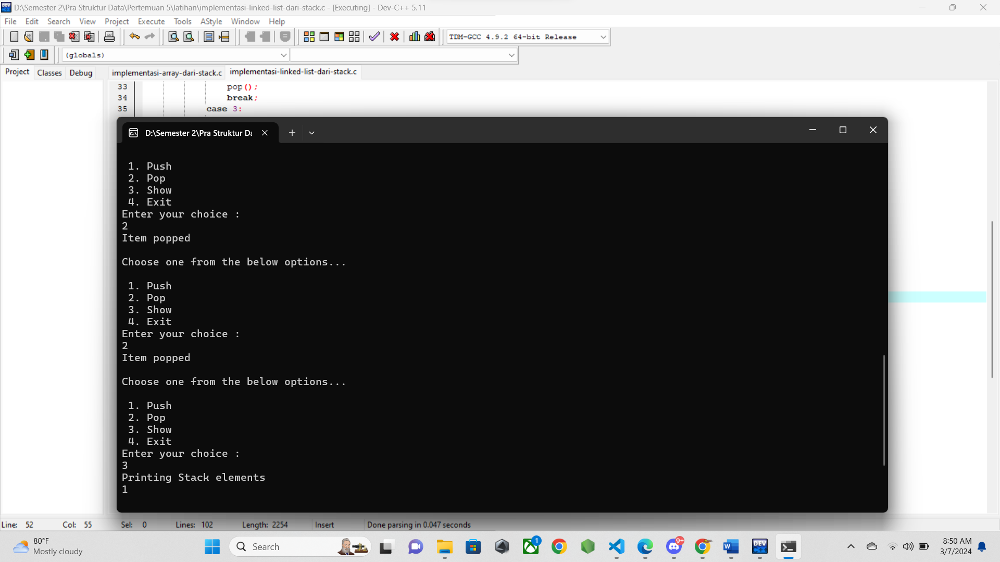 D:\Semester 2\Pra Struktur Data\Pertemuan 5\latihan\implementasi-linked-list-dari-stack.c - [Executing] - Dev-C++ 5.11
File Edit Search View Project Execute Tools AStyle Window Help
TDM-GCC 4.9.2 64-bit Release
(globals)
Project Classes Debug implementasi-array-dari-stack.c implementasi-linked-list-dari-stack.c
33 pop();
34 break;
35 case 3:
D:\Semester 2\Pra Struktur Da
1. Push
2. Pop
3. Show
4. Exit
Enter your choice :
2
Item popped
Choose one from the below options...
1. Push
2. Pop
3. Show
4. Exit
Enter your choice :
2
Item popped
Choose one from the below options...
1. Push
2. Pop
3. Show
4. Exit
Enter your choice :
3
Printing Stack elements
1
Line: 52 Col: 55 Sel: 0 Lines: 102 Length: 2254 Insert Done parsing in 0.047 seconds
80°F
Mostly cloudy
Search
1
9+
DEV
C++
8:50 AM
3/7/2024